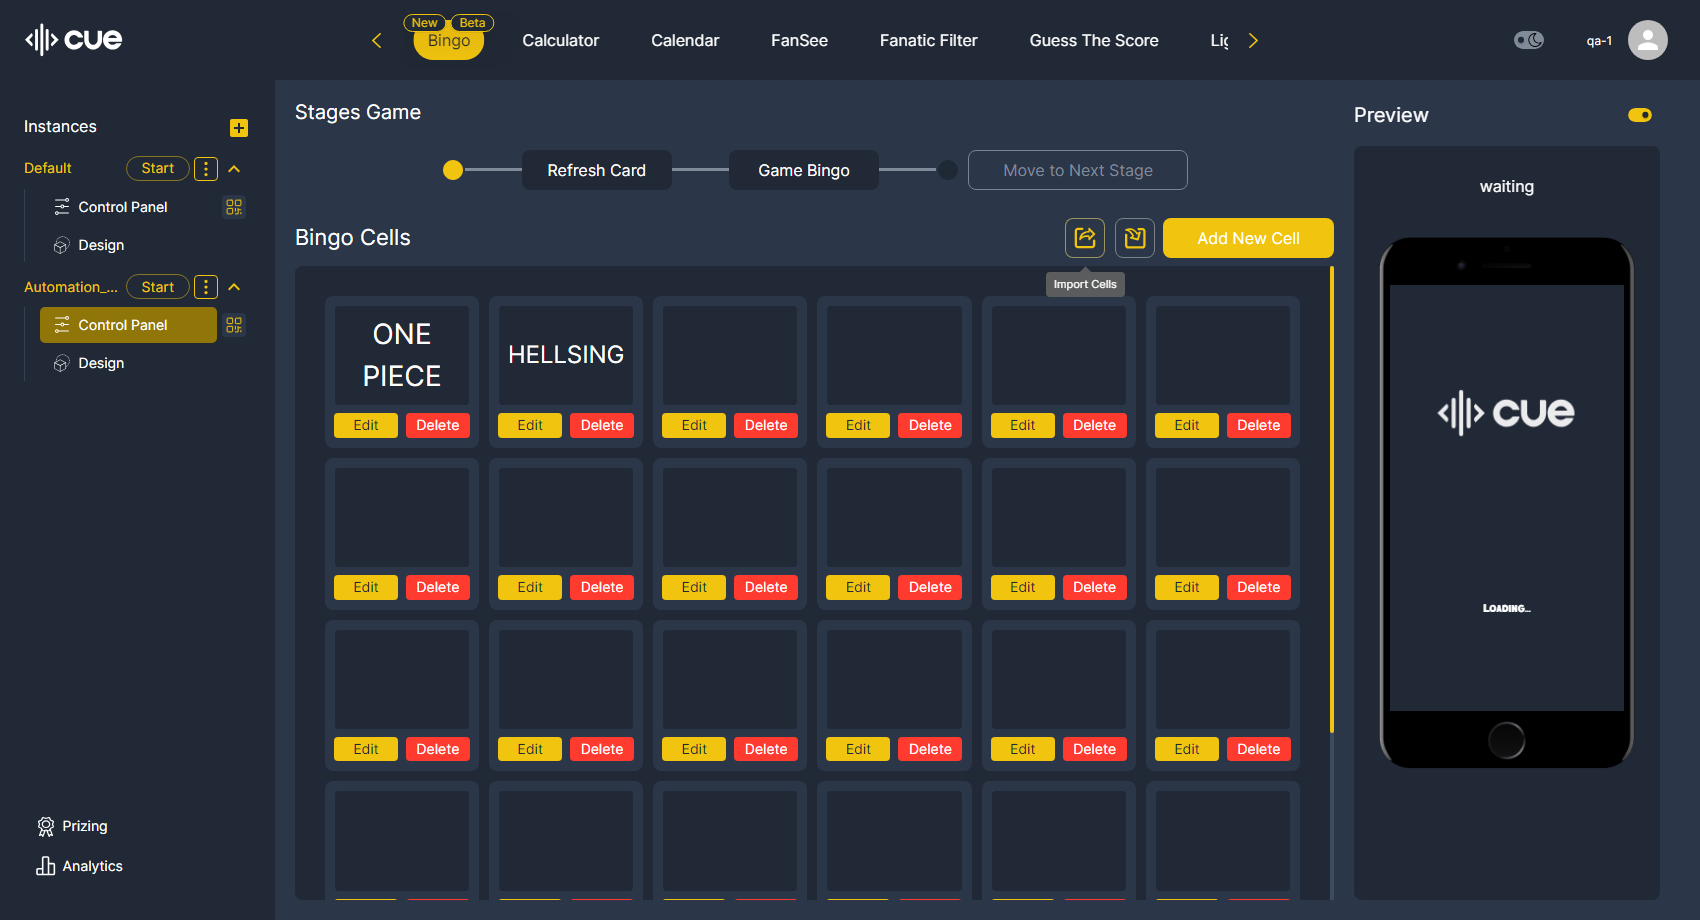 cue
New Beta
Bingo
Calculator
Calendar
FanSee
Fanatic Filter
Guess The Score
Lig
qa-1
Instances
Default
Start
Control Panel
Design
Automation_...
Start
Control Panel
Design
Prizing
Analytics
Stages Game
Refresh Card
Game Bingo
Move to Next Stage
Bingo Cells
Add New Cell
Import Cells
ONE
PIECE
HELLSING
Edit Delete Edit Delete Edit Delete Edit Delete Edit Delete Edit Delete
Edit Delete Edit Delete Edit Delete Edit Delete Edit Delete Edit Delete
Edit Delete Edit Delete Edit Delete Edit Delete Edit Delete Edit Delete
Preview
waiting
cue
LOADING...